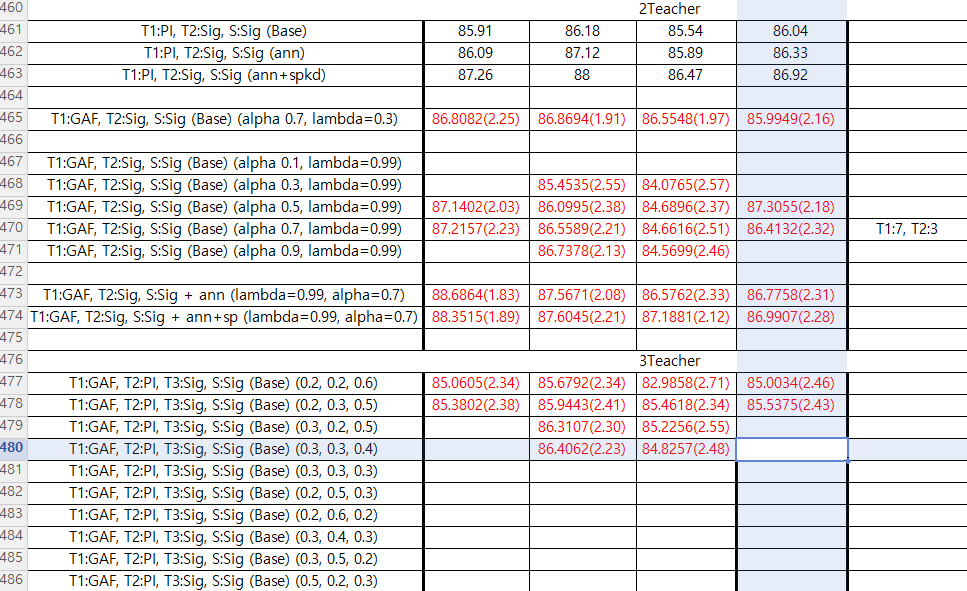 460 2Teacher
461 T1:PI, T2:Sig, S:Sig (Base) 85.91 86.18 85.54 86.04
462 T1:PI, T2:Sig, S:Sig (ann) 86.09 87.12 85.89 86.33
463 T1:PI, T2:Sig, S:Sig (ann+spkd) 87.26 88 86.47 86.92
464
465 T1:GAF, T2:Sig, S:Sig (Base) (alpha 0.7, lambda=0.3) 86.8082(2.25) 86.8694(1.91) 86.5548(1.97) 85.9949(2.16)
466
467 T1:GAF, T2:Sig, S:Sig (Base) (alpha 0.1, lambda=0.99)
468 T1:GAF, T2:Sig, S:Sig (Base) (alpha 0.3, lambda=0.99) 85.4535(2.55) 84.0765(2.57)
469 T1:GAF, T2:Sig, S:Sig (Base) (alpha 0.5, lambda=0.99) 87.1402(2.03) 86.0995(2.38) 84.6896(2.37) 87.3055(2.18)
470 T1:GAF, T2:Sig, S:Sig (Base) (alpha 0.7, lambda=0.99) 87.2157(2.23) 86.5589(2.21) 84.6616(2.51) 86.4132(2.32) T1:7, T2:3
471 T1:GAF, T2:Sig, S:Sig (Base) (alpha 0.9, lambda=0.99) 86.7378(2.13) 84.5699(2.46)
472
473 T1:GAF, T2:Sig, S:Sig + ann (lambda=0.99, alpha=0.7) 88.6864(1.83) 87.5671(2.08) 86.5762(2.33) 86.7758(2.31)
474 T1:GAF, T2:Sig, S:Sig + ann+sp (lambda=0.99, alpha=0.7) 88.3515(1.89) 87.6045(2.21) 87.1881(2.12) 86.9907(2.28)
475
476 3Teacher
477 T1:GAF, T2:PI, T3:Sig, S:Sig (Base) (0.2, 0.2, 0.6) 85.0605(2.34) 85.6792(2.34) 82.9858(2.71) 85.0034(2.46)
478 T1:GAF, T2:PI, T3:Sig, S:Sig (Base) (0.2, 0.3, 0.5) 85.3802(2.38) 85.9443(2.41) 85.4618(2.34) 85.5375(2.43)
479 T1:GAF, T2:PI, T3:Sig, S:Sig (Base) (0.3, 0.2, 0.5) 86.3107(2.30) 85.2256(2.55)
480 T1:GAF, T2:PI, T3:Sig, S:Sig (Base) (0.3, 0.3, 0.4) 86.4062(2.23) 84.8257(2.48)
481 T1:GAF, T2:PI, T3:Sig, S:Sig (Base) (0.3, 0.3, 0.3)
482 T1:GAF, T2:PI, T3:Sig, S:Sig (Base) (0.2, 0.5, 0.3)
483 T1:GAF, T2:PI, T3:Sig, S:Sig (Base) (0.2, 0.6, 0.2)
484 T1:GAF, T2:PI, T3:Sig, S:Sig (Base) (0.3, 0.4, 0.3)
485 T1:GAF, T2:PI, T3:Sig, S:Sig (Base) (0.3, 0.5, 0.2)
486 T1:GAF, T2:PI, T3:Sig, S:Sig (Base) (0.5, 0.2, 0.3)